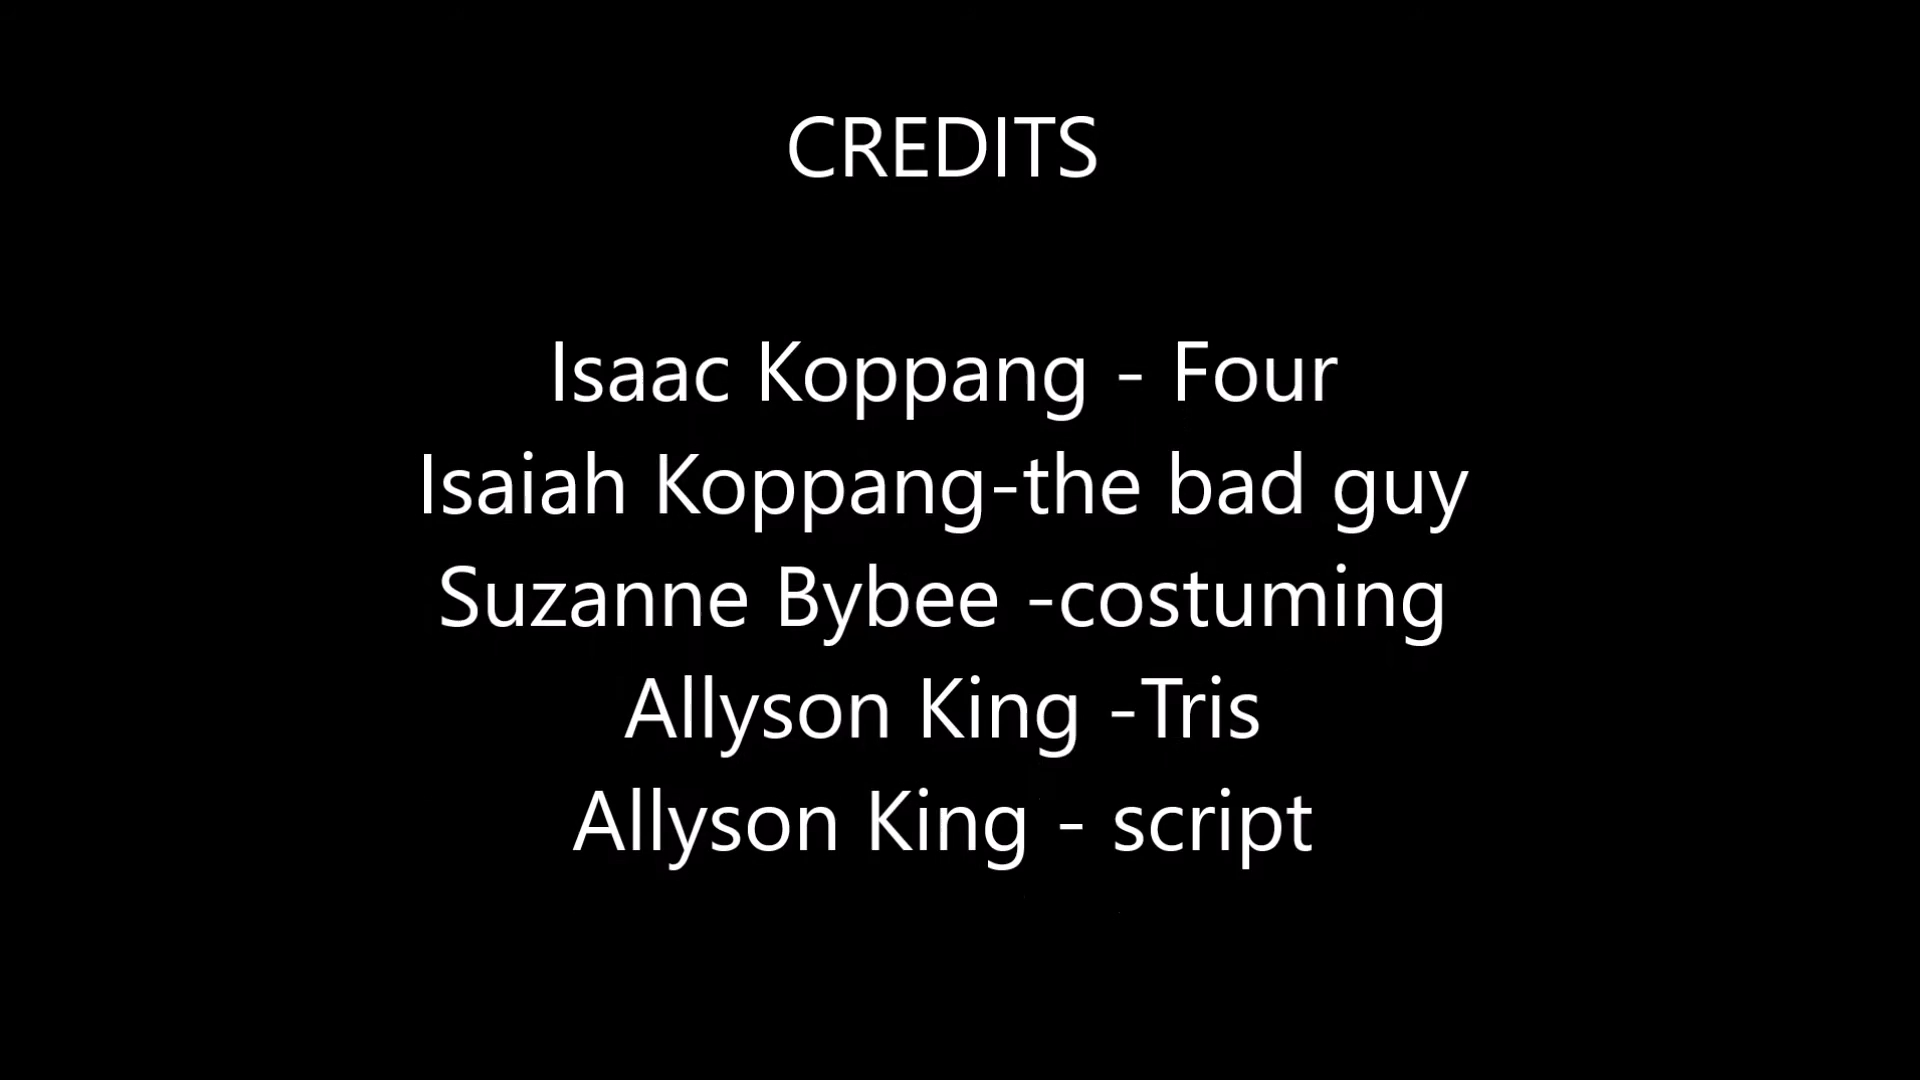 CREDITS
Isaac Koppang - Four
Isaiah Koppang-the bad guy
Suzanne Bybee -costuming
Allyson King -Tris
Allyson King - script